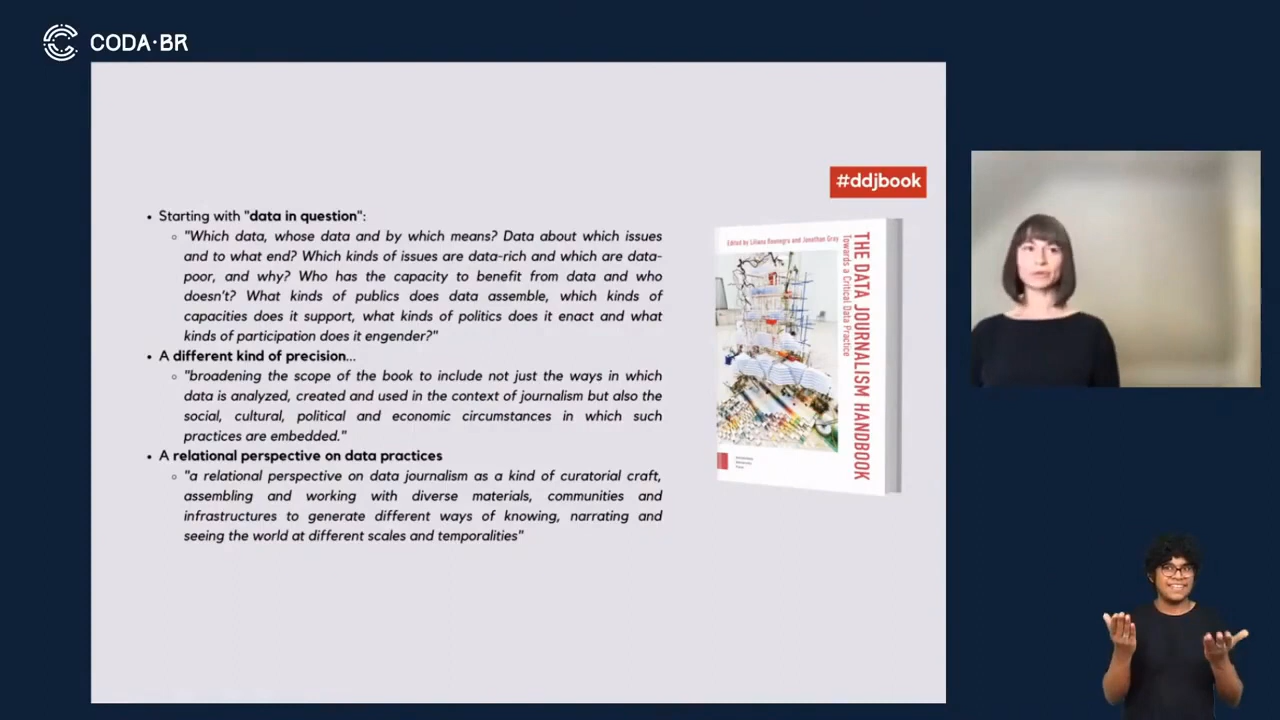 CODA·BR
#ddjbook
• Starting with "data in question":
◦ "Which data, whose data and by which means? Data about which issues
and to what end? Which kinds of issues are data-rich and which are data-
poor, and why? Who has the capacity to benefit from data and who
doesn't? What kinds of publics does data assemble, which kinds of
capacities does it support, what kinds of politics does it enact and what
kinds of participation does it engender?"
• A different kind of precision...
◦ "broadening the scope of the book to include not just the ways in which
data is analyzed, created and used in the context of journalism but also the
social, cultural, political and economic circumstances in which such
practices are embedded."
• A relational perspective on data practices
◦ "a relational perspective on data journalism as a kind of curatorial craft,
assembling and working with diverse materials, communities and
infrastructures to generate different ways of knowing, narrating and
seeing the world at different scales and temporalities"
Edited by Liliana Bounegru and Jonathan Gray
THE DATA JOURNALISM HANDBOOK
Towards a Critical Data Practice